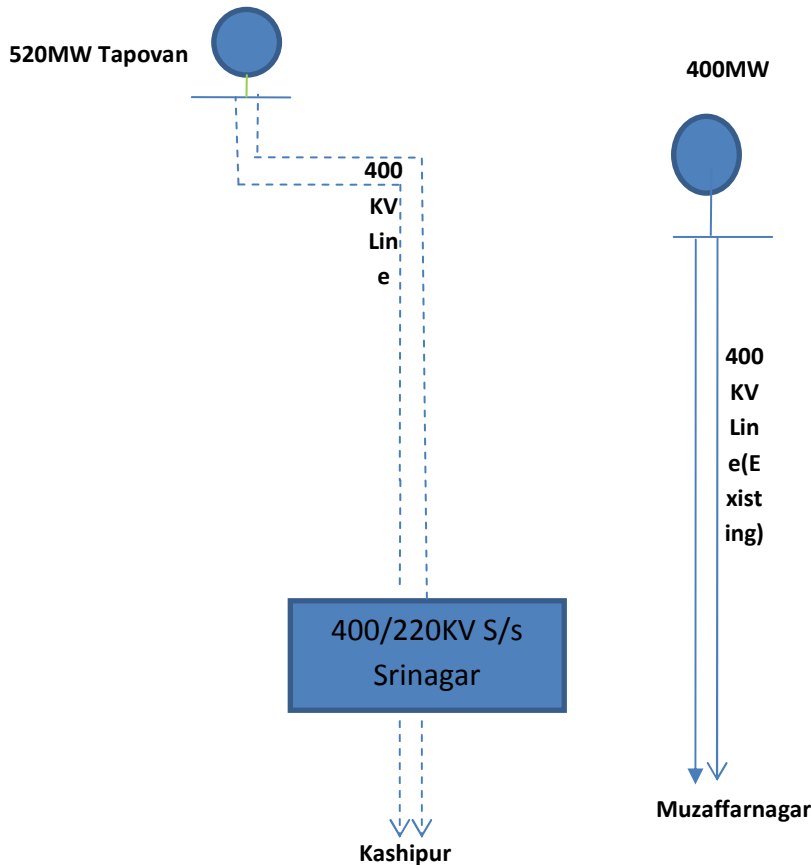 520MW Tapovan
400MW
400
KV
Lin
e
400
KV
Lin
e(E
xist
ing)
400/220KV S/s
Srinagar
Muzaffarnagar
Kashipur